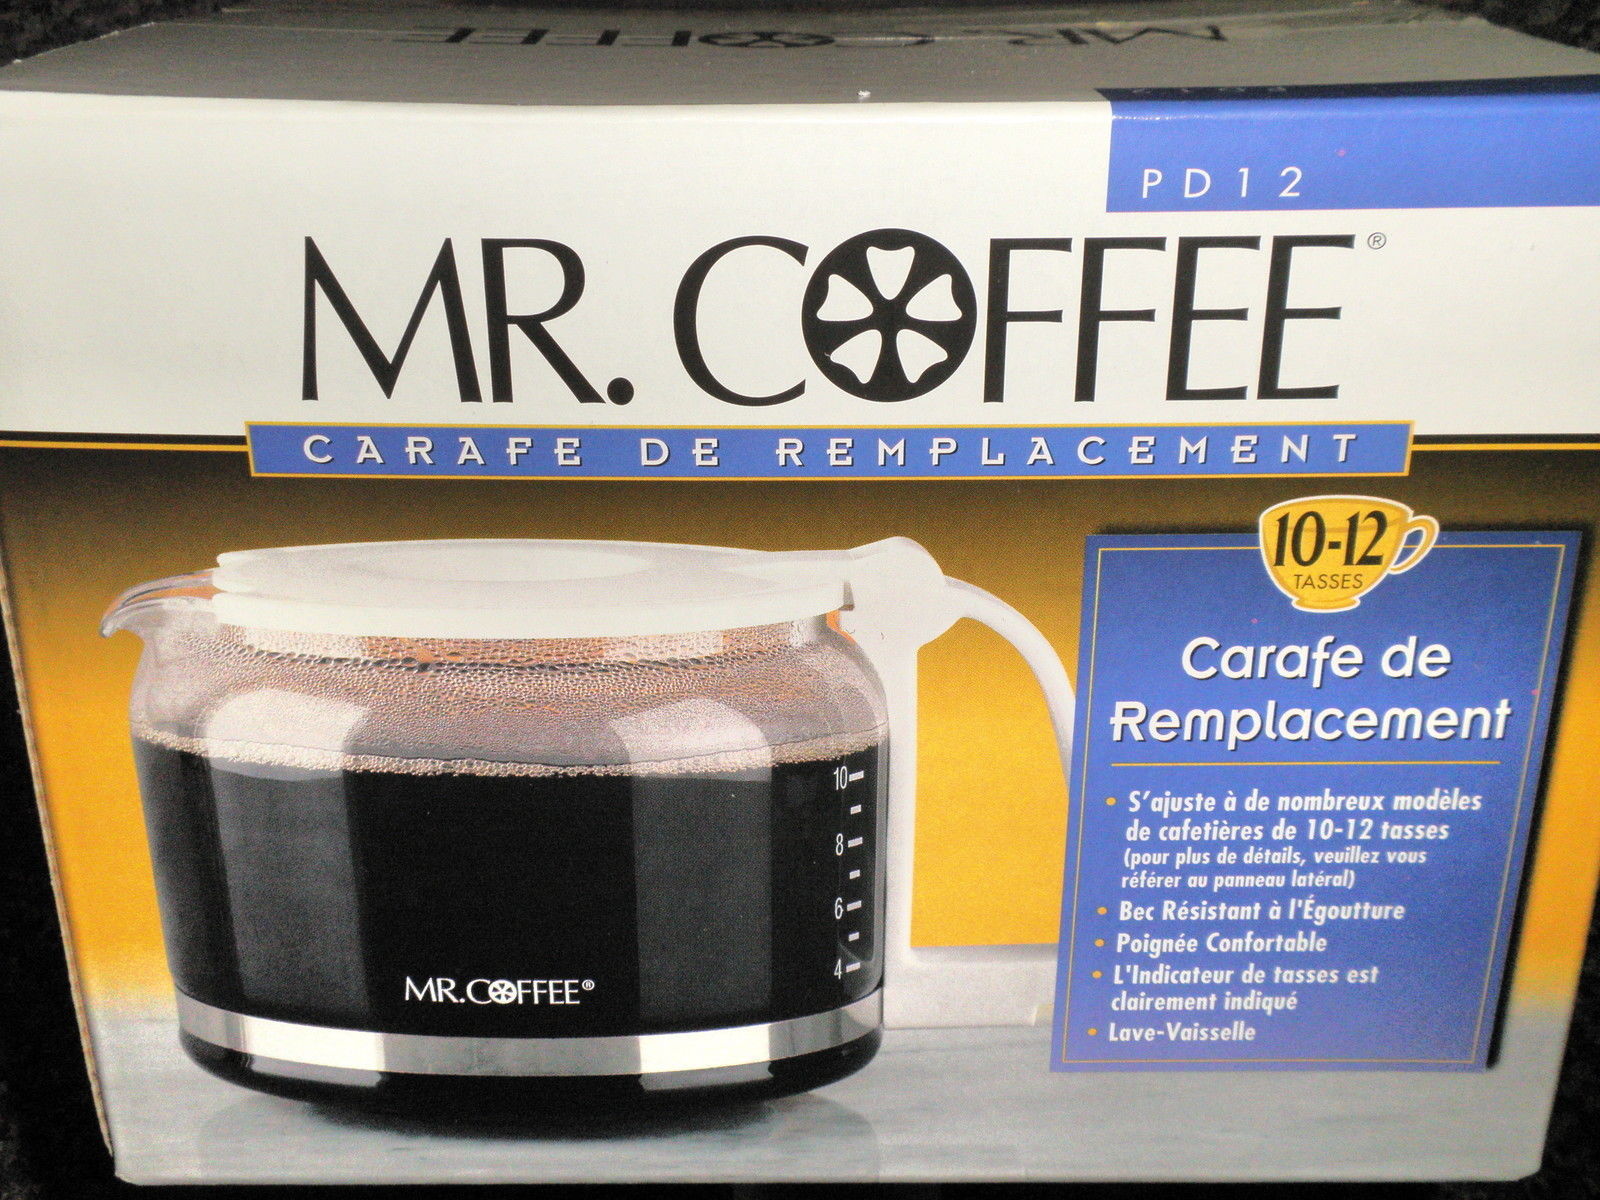 MR. COFFEE
PD12
MR. COFFEE®
CARAFE DE REMPLACEMENT
10-12
TASSES
Carafe de
Remplacement
• S'ajuste à de nombreux modèles
de cafetières de 10-12 tasses
(pour plus de détails, veuillez vous
référer au panneau latéral)
• Bec Résistant à l'Égoutture
• Poignée Confortable
• L'Indicateur de tasses est
clairement indiqué
• Lave-Vaisselle
10
8
6
4
MR. COFFEE®